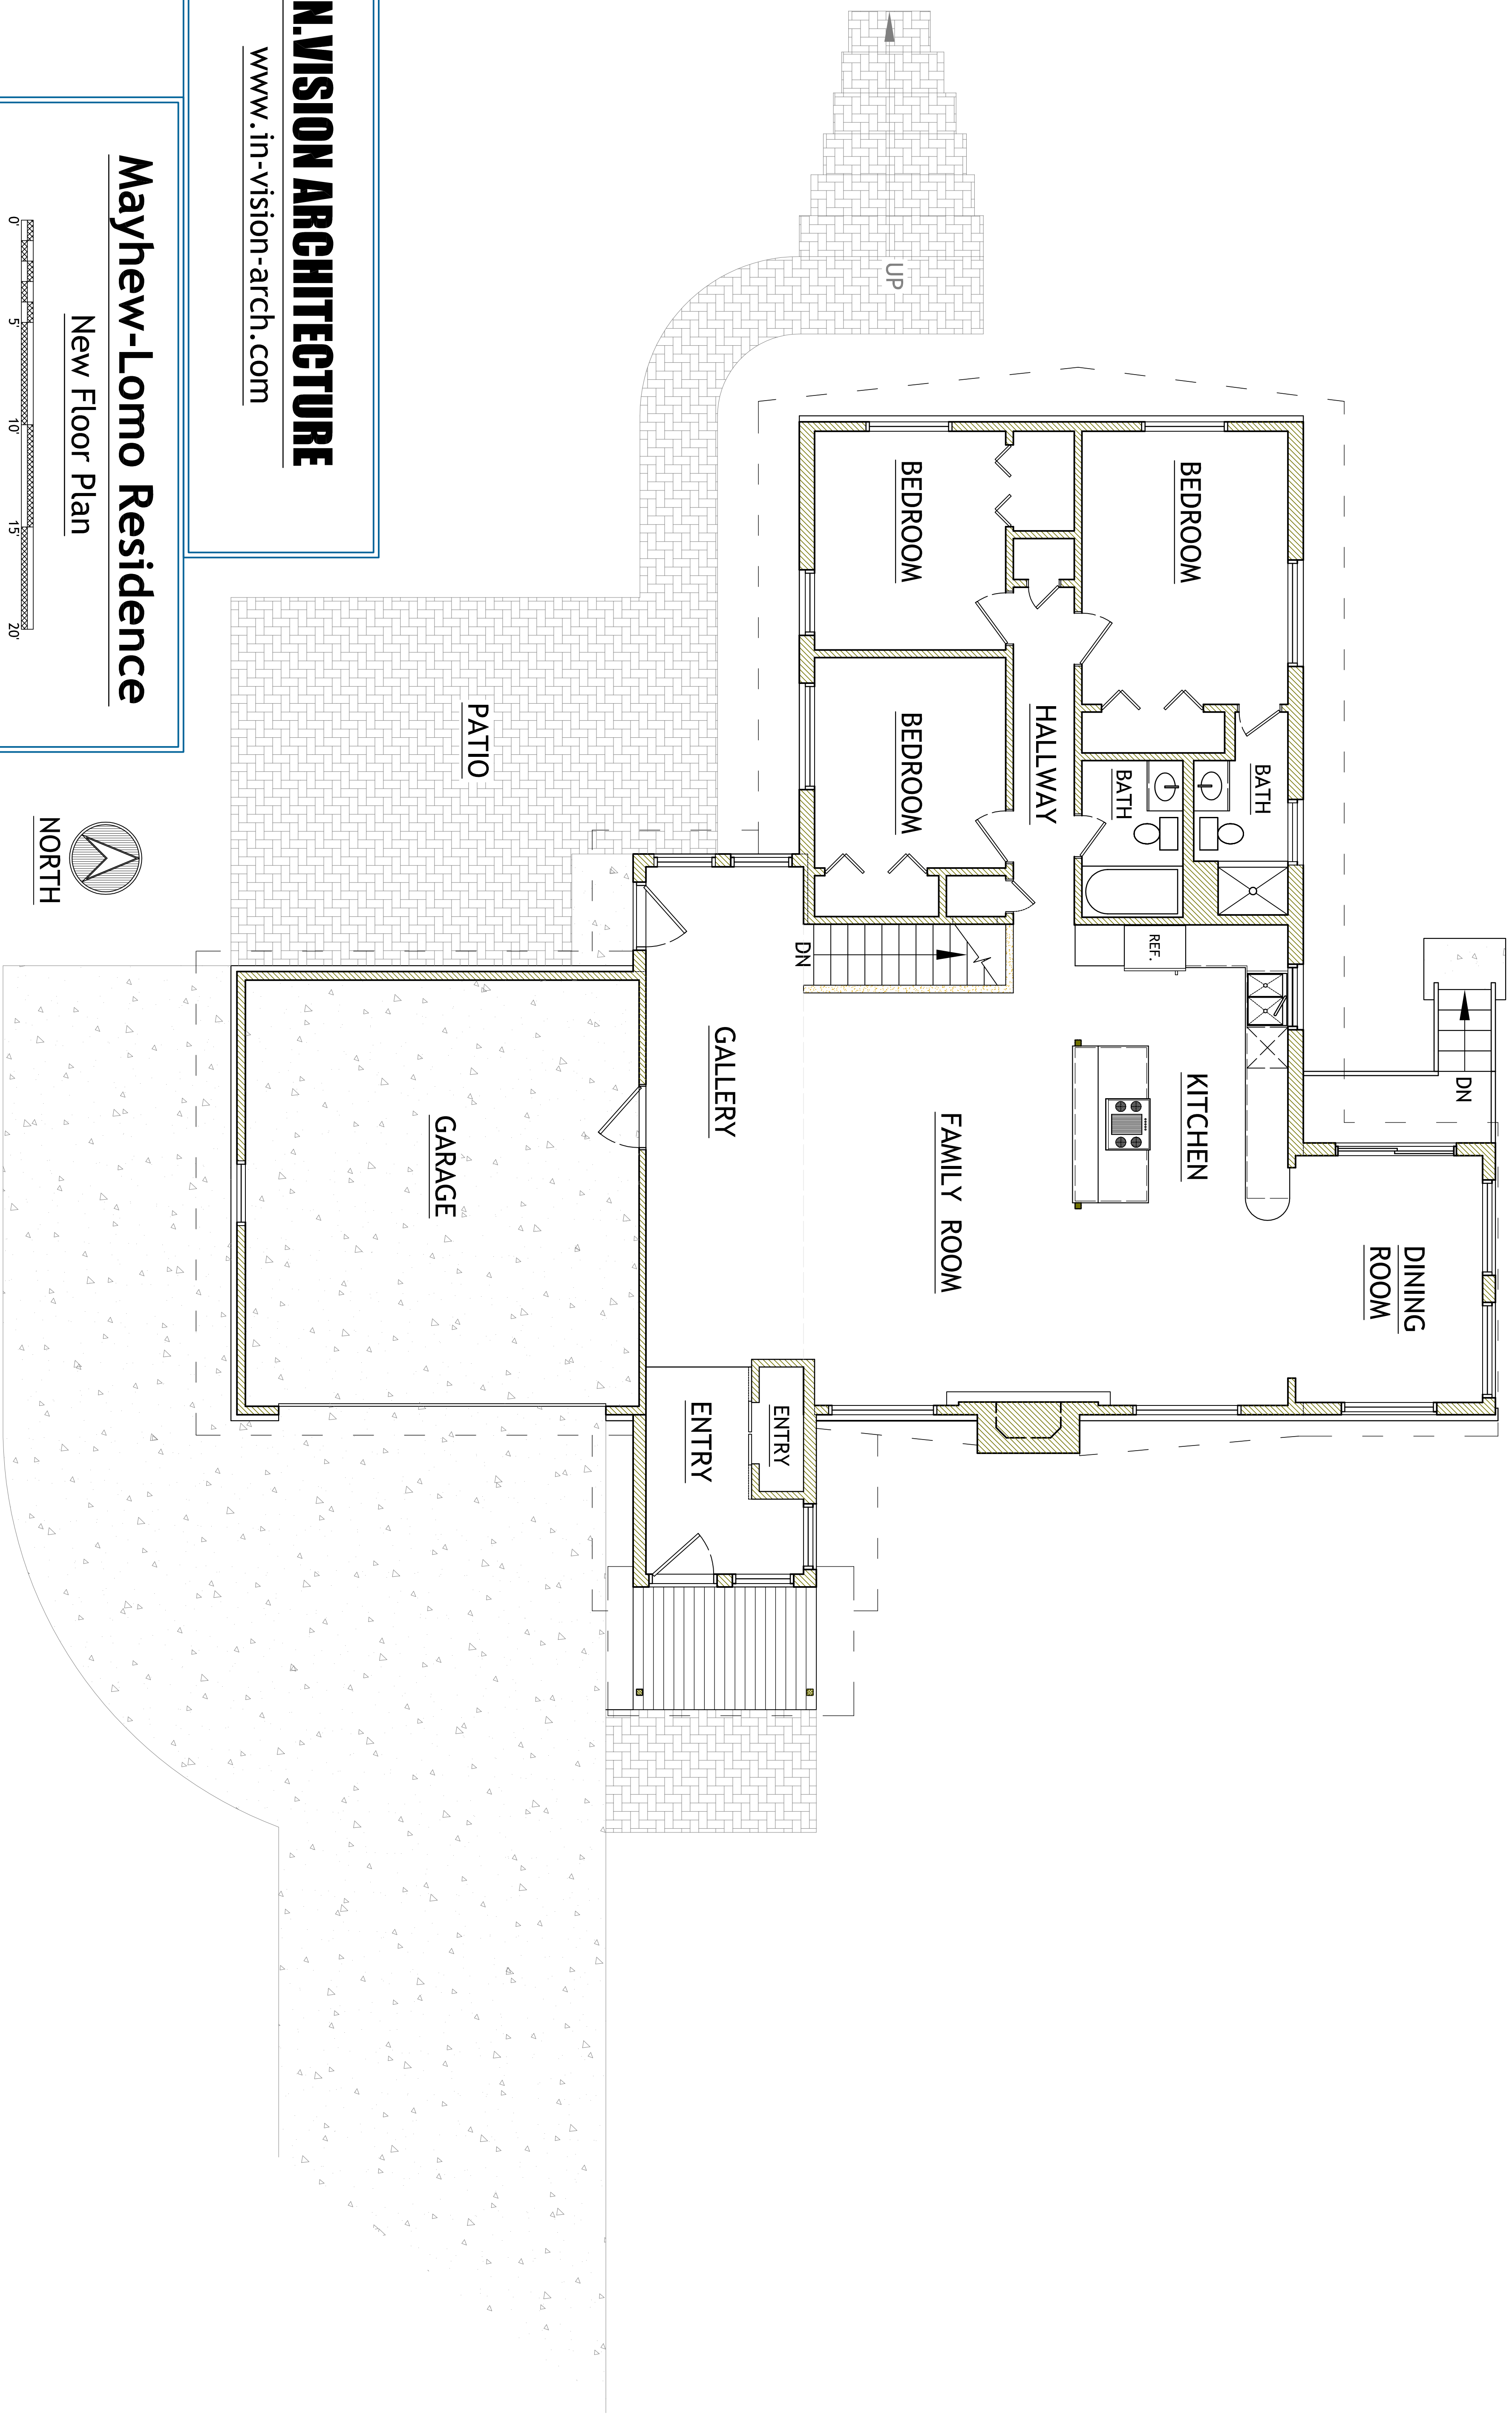 DN
DINING
ROOM
BATH
BEDROOM
KITCHEN
REF.
BATH
HALLWAY
FAMILY ROOM
UP
BEDROOM
BEDROOM
DN
ENTRY
GALLERY
ENTRY
PATIO
GARAGE
N.VISION ARCHITECTURE
www.in-vision-arch.com
Mayhew-Lomo Residence
New Floor Plan
0' 5' 10' 15' 20'
NORTH